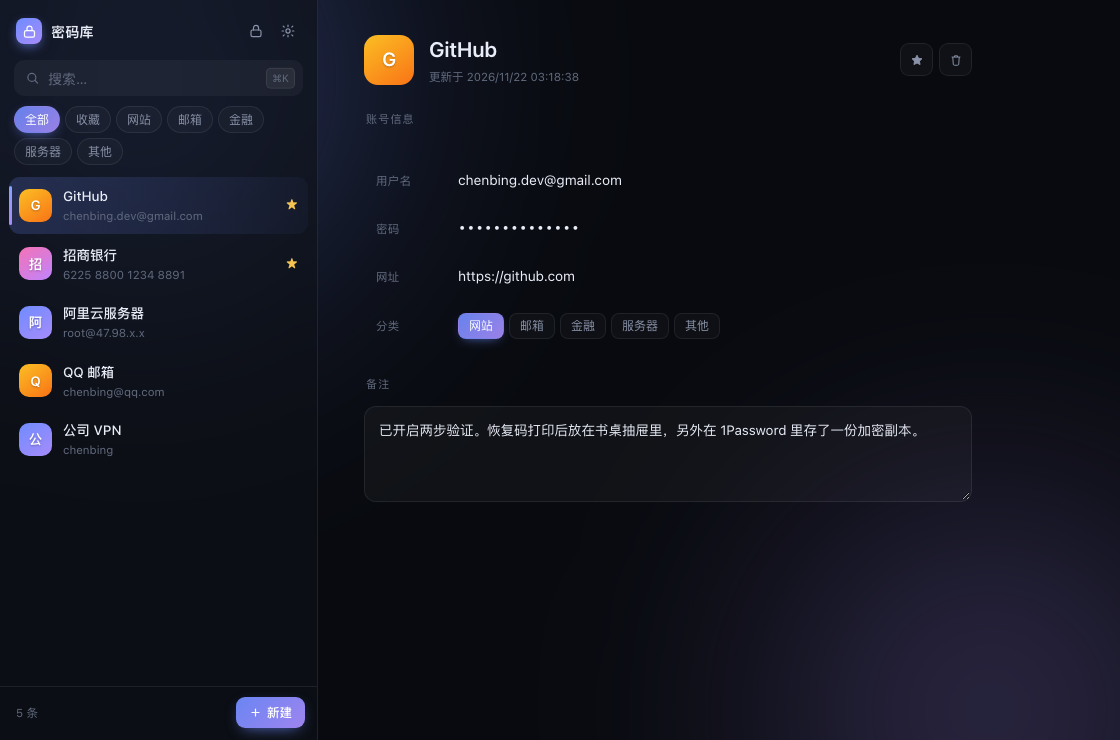 密码库
搜索...
⌘K
全部 收藏 网站 邮箱 金融
服务器 其他
G
GitHub
chenbing.dev@gmail.com
招
招商银行
6225 8800 1234 8891
阿
阿里云服务器
root@47.98.x.x
Q
QQ 邮箱
chenbing@qq.com
公
公司 VPN
chenbing
5 条
+ 新建
G
GitHub
更新于 2026/11/22 03:18:38
账号信息
用户名 chenbing.dev@gmail.com
密码 ••••••••••••••
网址 https://github.com
分类 网站 邮箱 金融 服务器 其他
备注
已开启两步验证。恢复码打印后放在书桌抽屉里，另外在 1Password 里存了一份加密副本。